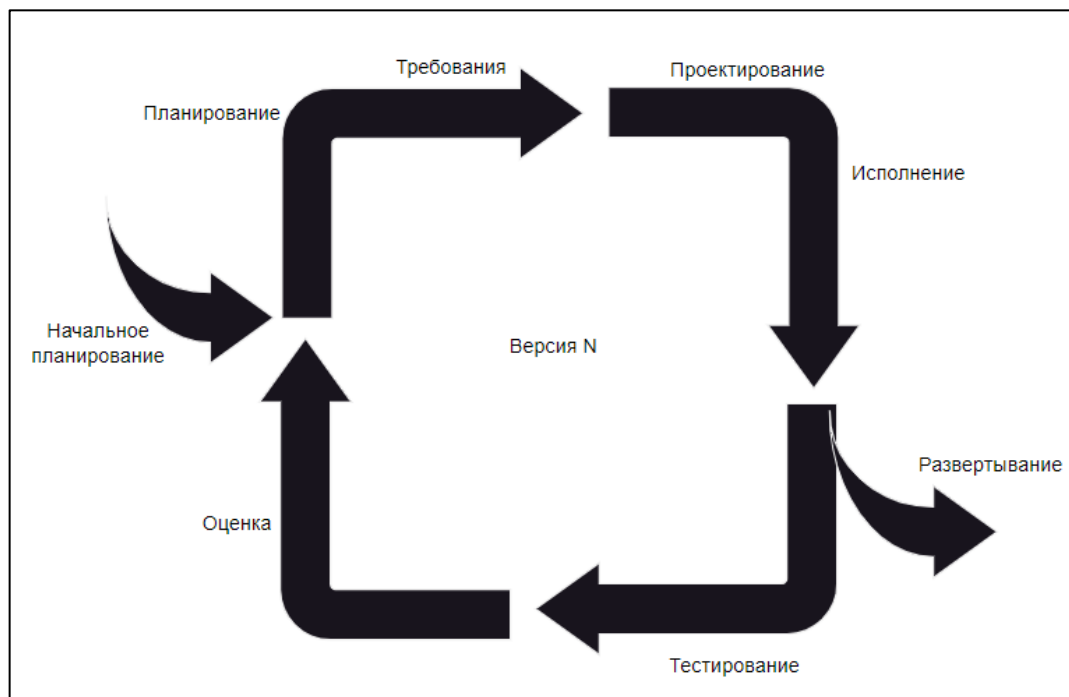 Требования
Проектирование
Планирование
Исполнение
Начальное
планирование
Версия N
Развертывание
Оценка
Тестирование